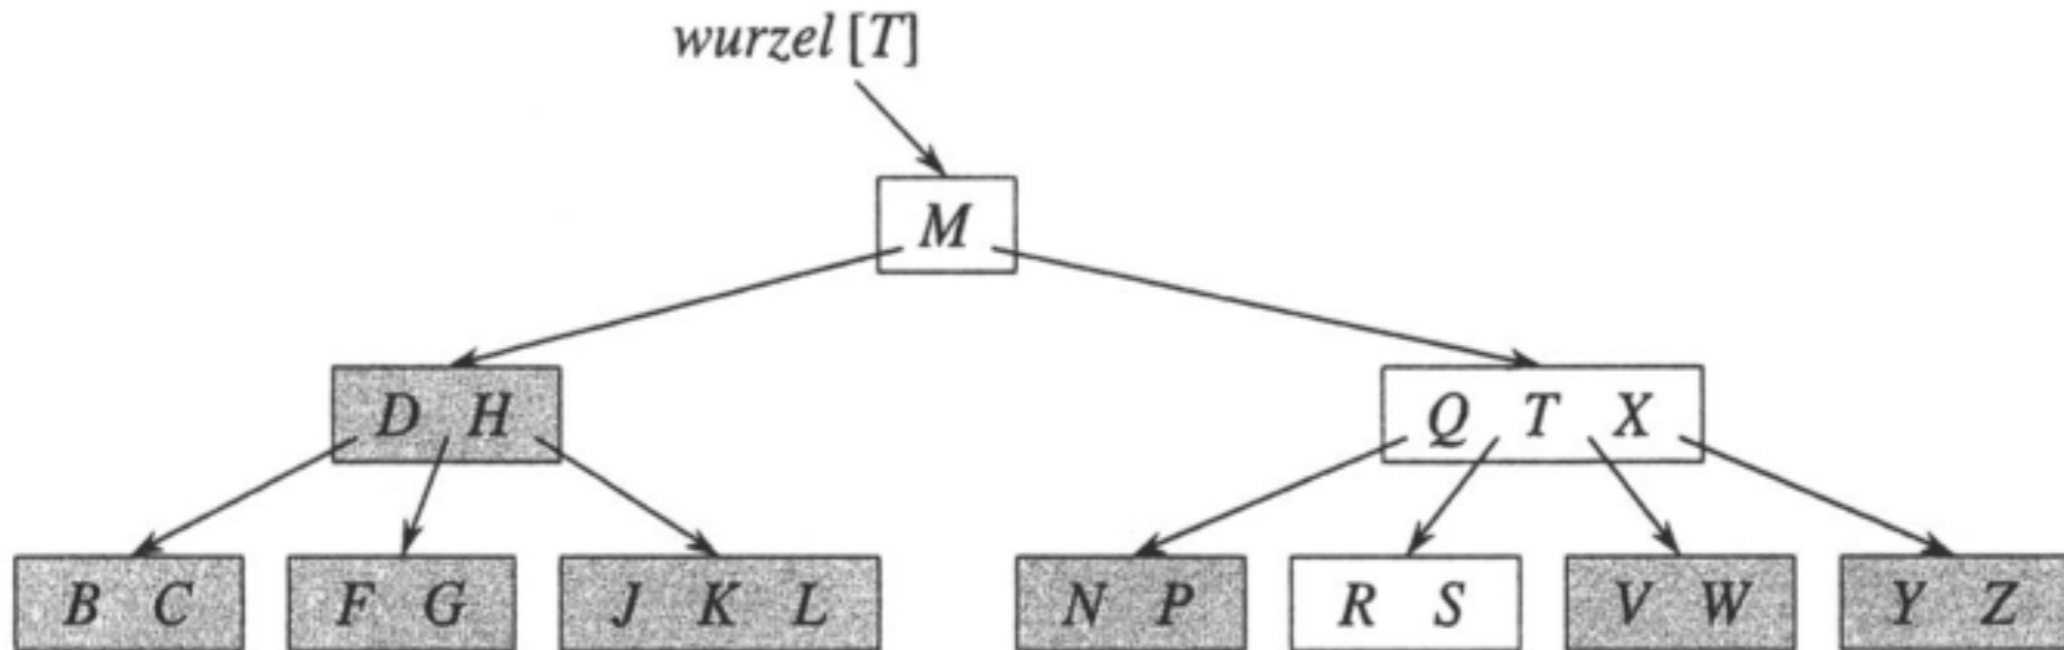 wurzel [T]
M
D H
Q T X
B C
F G
J K L
N P
R S
V W
Y Z